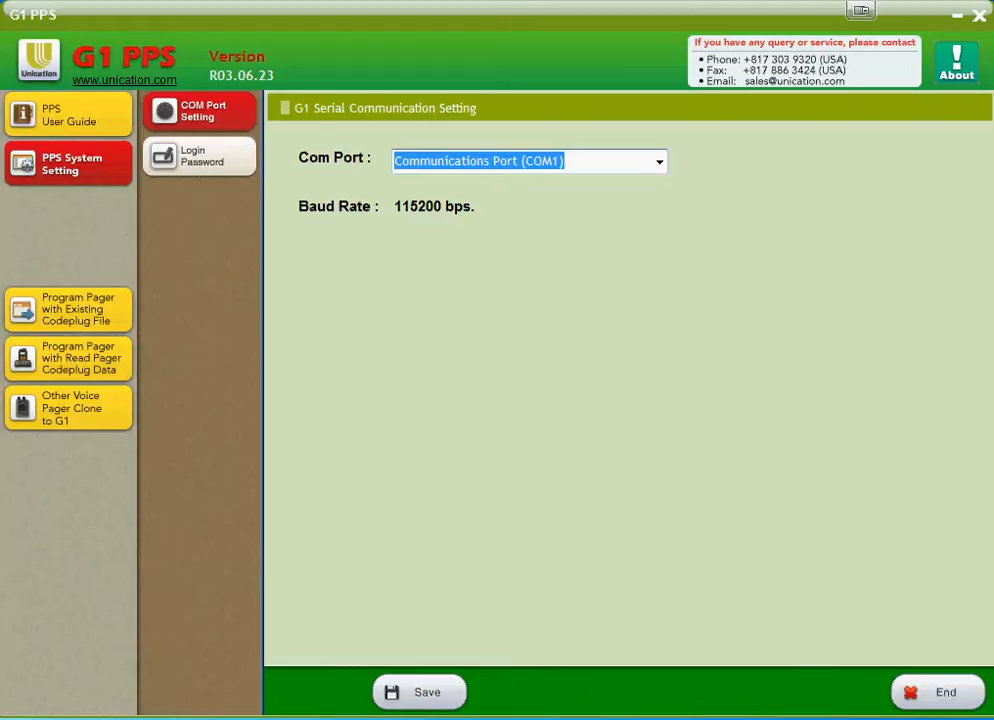 G1 PPS
Unication
G1 PPS
www.unication.com
Version
R03.06.23
If you have any query or service, please contact
• Phone: +817 303 9320 (USA)
• Fax: +817 886 3424 (USA)
• Email: sales@unication.com
!
About
PPS
User Guide
PPS System
Setting
Program Pager
with Existing
Codeplug File
Program Pager
with Read Pager
Codeplug Data
Other Voice
Pager Clone
to G1
COM Port
Setting
Login
Password
G1 Serial Communication Setting
Com Port : Communications Port (COM1)
Baud Rate : 115200 bps.
Save
End